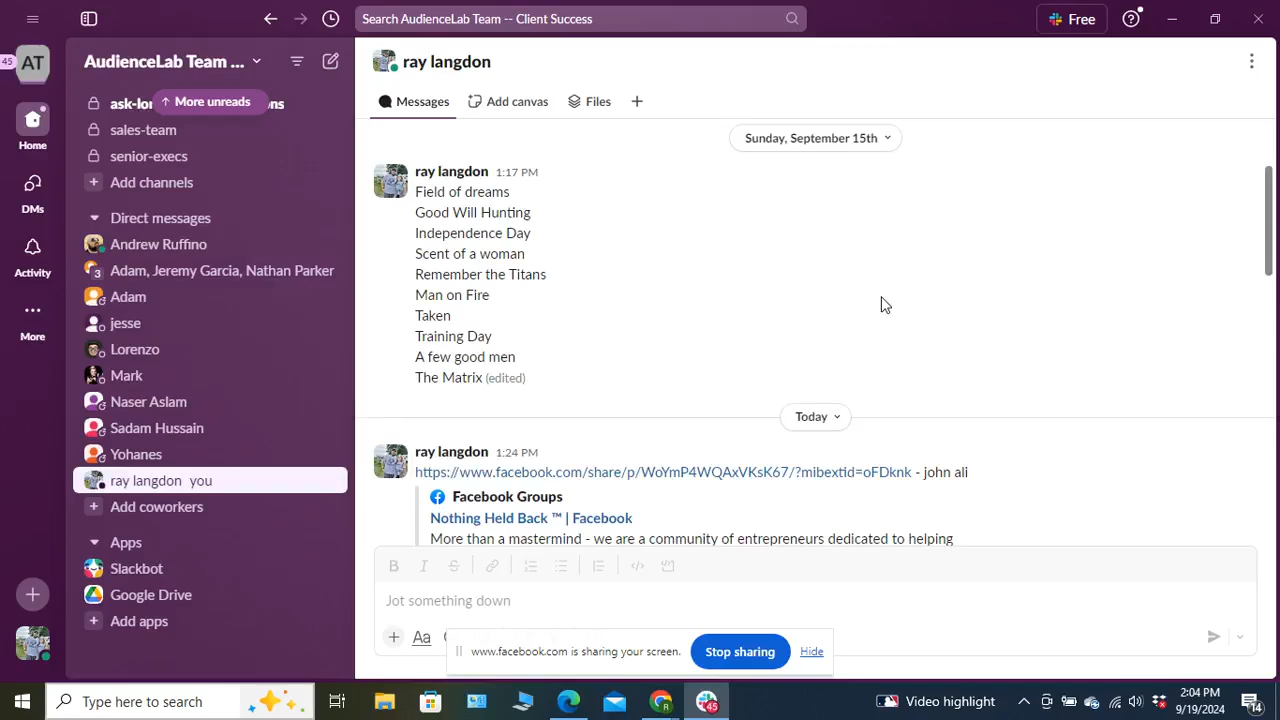 Search AudienceLab Team -- Client Success
Free
45
AT
AudienceLab Team ...
ray langdon
Messages
Add canvas
Files
More unreads
sales-team
senior-execs
Add channels
Home
DMs
Activity
More
Direct messages
Andrew Ruffino
3
Adam, Jeremy Garcia, Nathan Parker
Adam
jesse
Lorenzo
Mark
Naser Aslam
Sadam Hussain
Yohanes
ray langdon you
Add coworkers
Apps
Slackbot
Google Drive
Add apps
Sunday, September 15th
ray langdon 1:17 PM
Field of dreams
Good Will Hunting
Independence Day
Scent of a woman
Remember the Titans
Man on Fire
Taken
Training Day
A few good men
The Matrix (edited)
Today
ray langdon 1:24 PM
https://www.facebook.com/share/p/WoYmP4WQAxVKsK67/?mibextid=oFDknk - john ali
Facebook Groups
Nothing Held Back ™ | Facebook
More than a mastermind - we are a community of entrepreneurs dedicated to helping
B I S
Jot something down
Aa
www.facebook.com is sharing your screen.
Stop sharing
Hide
Type here to search
45
Video highlight
2:04 PM
9/19/2024
14